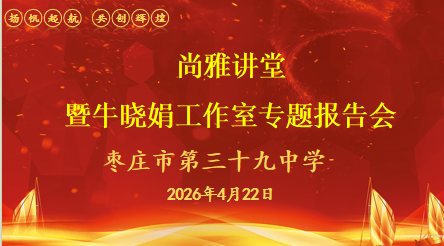 扬帆起航 共创辉煌
尚雅讲堂
暨牛晓娟工作室专题报告会
枣庄市第三十九中学
2026年4月22日